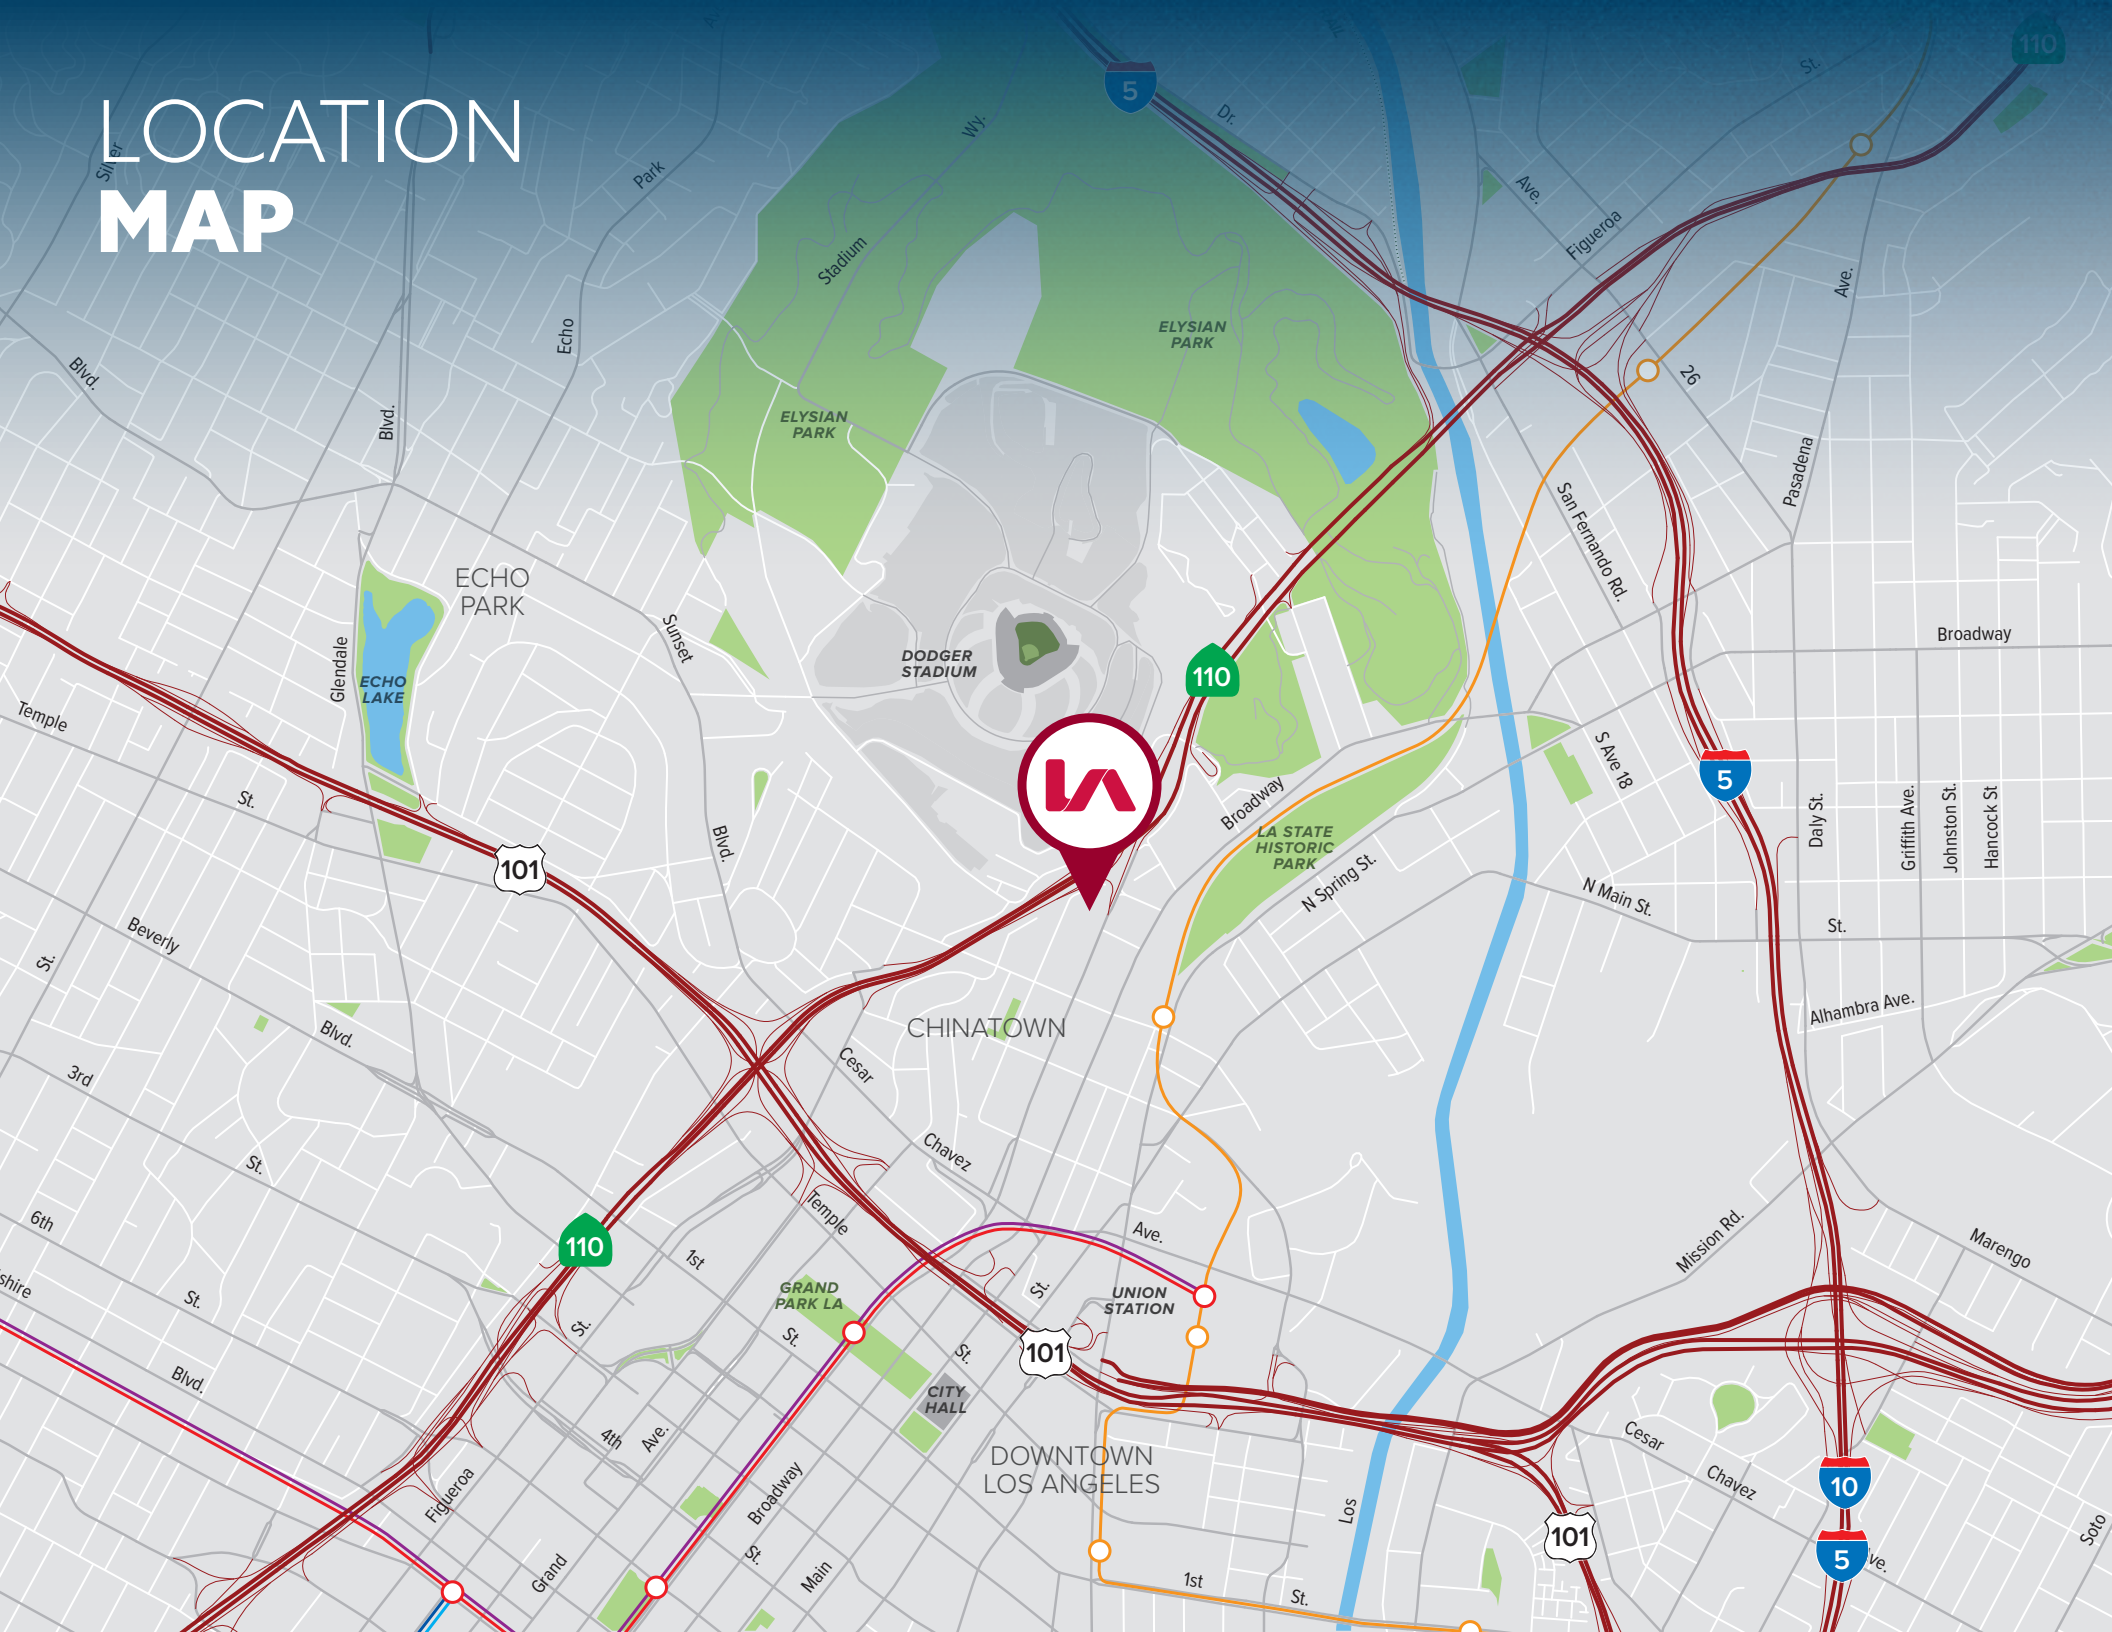 LOCATION
MAP
5
110
Dr.
St.
Wy.
Silver
Park
Ave.
Figueroa
Stadium
Ave.
Echo
ELYSIAN
PARK
Blvd.
26
Blvd.
ELYSIAN
PARK
Pasadena
San Fernando Rd.
ECHO
PARK
Sunset
Broadway
Glendale
DODGER
STADIUM
110
ECHO
LAKE
Temple
S Ave 18
5
LA
St.
Broadway
Blvd.
LA STATE
HISTORIC
PARK
Daly St.
Griffith Ave.
Johnston St.
Hancock St
101
N Spring St.
N Main St.
St.
Beverly
St.
Alhambra Ave.
Blvd.
CHINATOWN
3rd
Cesar
Chavez
St.
Temple
6th
Ave.
Mission Rd.
Marengo
110
1st
shire
St.
GRAND
PARK LA
St.
UNION
STATION
St.
St.
St.
101
Blvd.
CITY
HALL
4th
Ave.
DOWNTOWN
LOS ANGELES
Cesar
Chavez
10
Figueroa
Broadway
Los
101
Soto
5
ve.
St.
Grand
Main
1st
St.